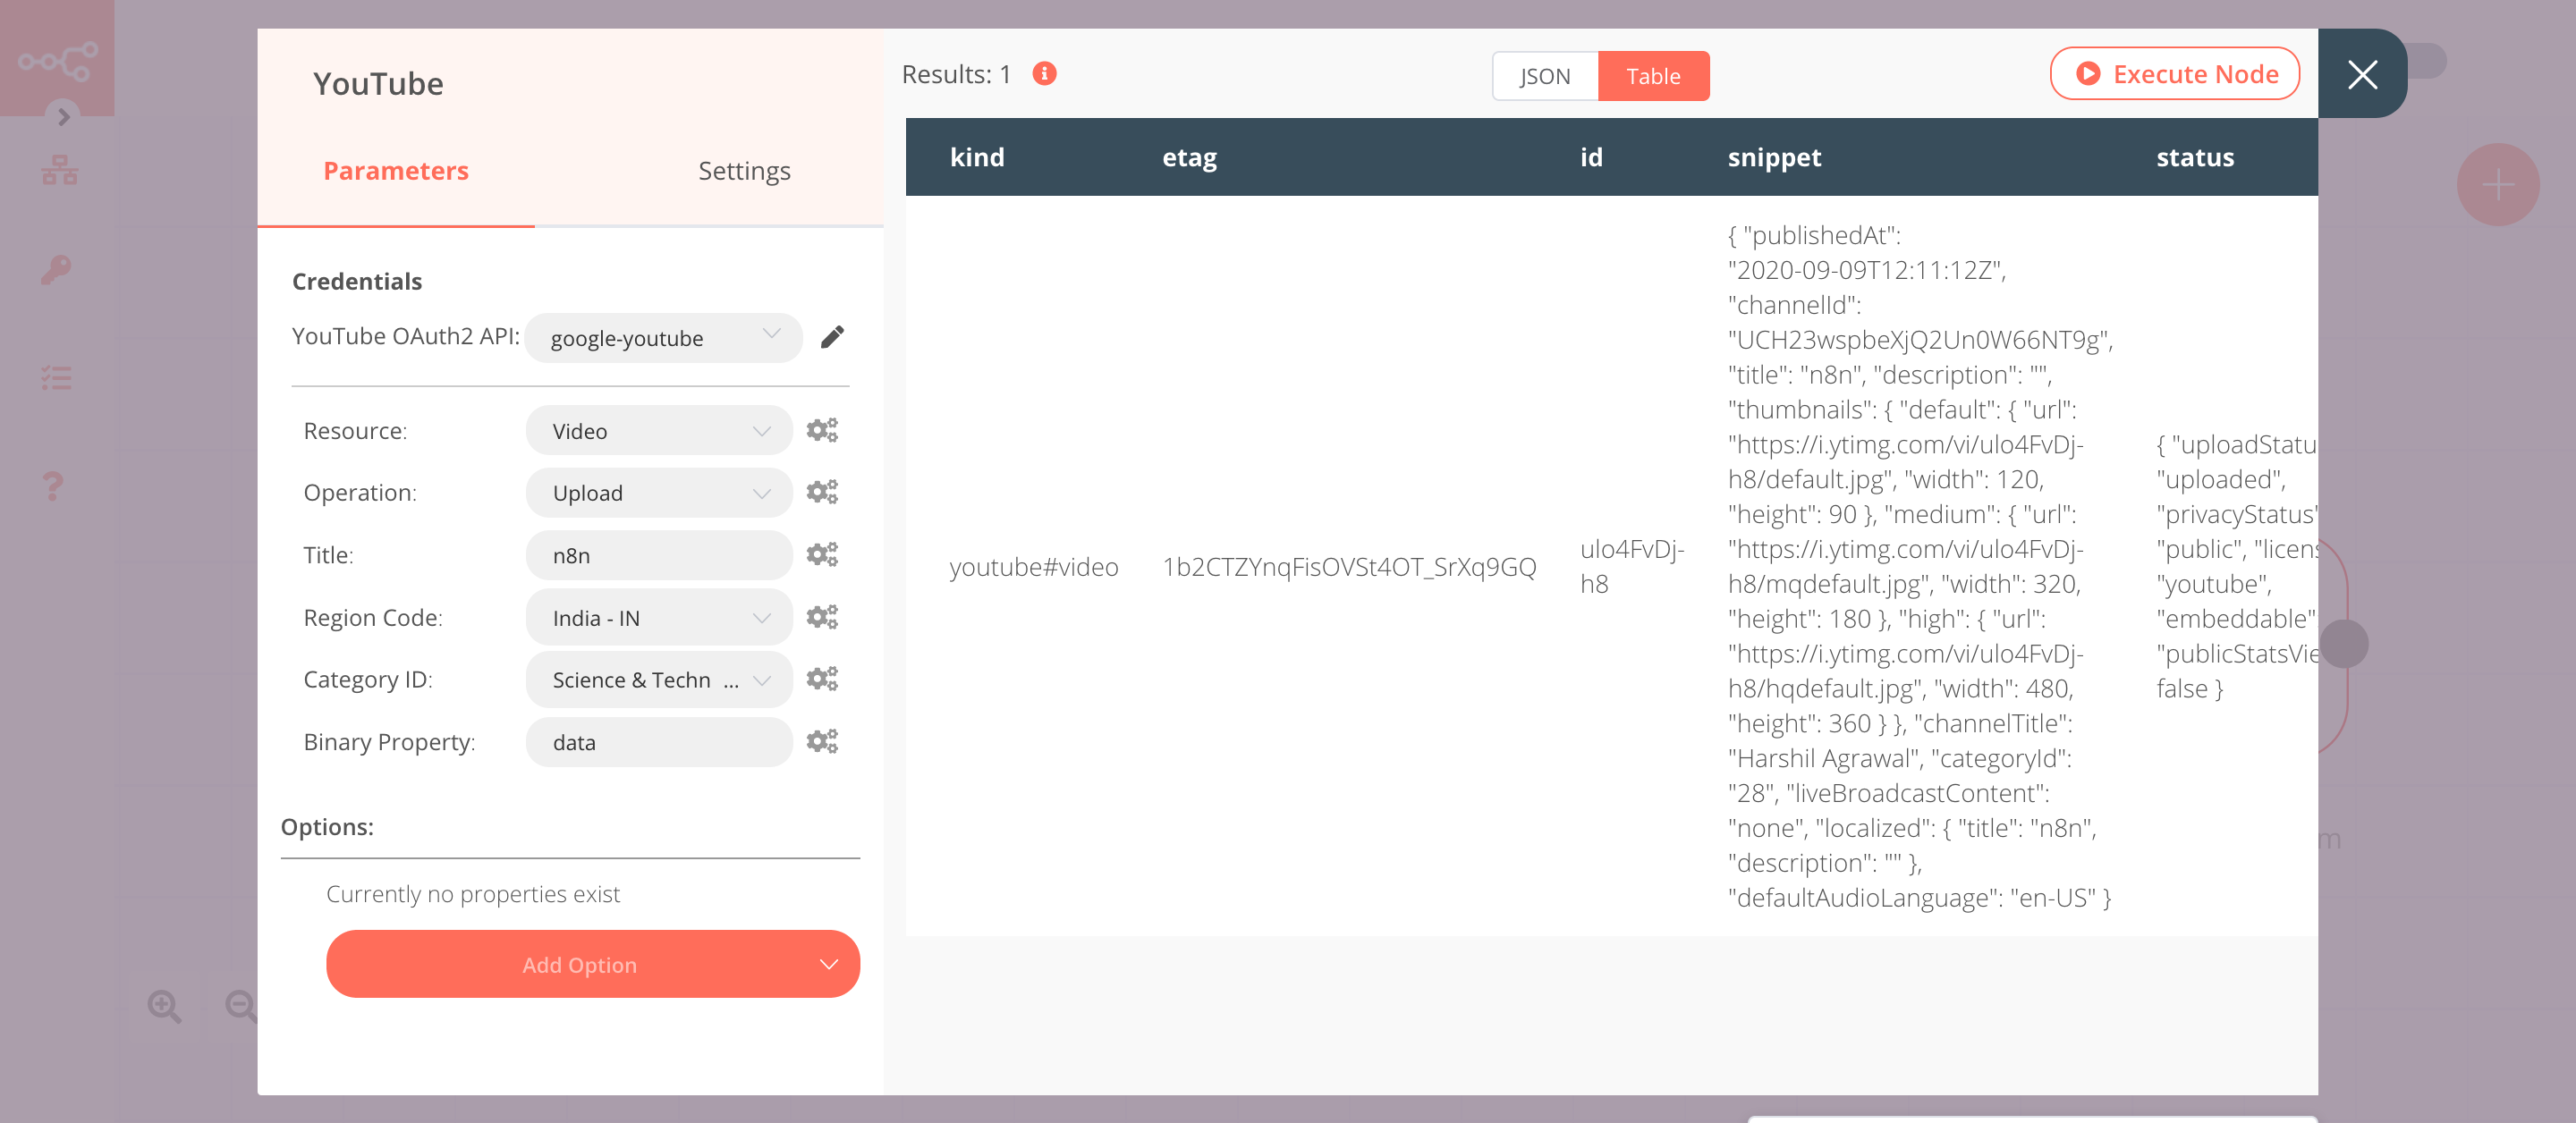 YouTube
Parameters
Settings
Credentials
YouTube OAuth2 API:
google-youtube
Resource:
Video
Operation:
Upload
Title:
n8n
Region Code:
India - IN
Category ID:
Science & Techn ...
Binary Property:
data
Options:
Currently no properties exist
Add Option
Results: 1
JSON
Table
Execute Node
kind
etag
id
snippet
status
youtube#video
1b2CTZYnqFisOVSt4OT_SrXq9GQ
ulo4FvDj-
h8
{ "publishedAt":
"2020-09-09T12:11:12Z",
"channelId":
"UCH23wspbeXjQ2Un0W66NT9g",
"title": "n8n", "description": "",
"thumbnails": { "default": { "url":
"https://i.ytimg.com/vi/ulo4FvDj-
h8/default.jpg", "width": 120,
"height": 90 }, "medium": { "url":
"https://i.ytimg.com/vi/ulo4FvDj-
h8/mqdefault.jpg", "width": 320,
"height": 180 }, "high": { "url":
"https://i.ytimg.com/vi/ulo4FvDj-
h8/hqdefault.jpg", "width": 480,
"height": 360 } }, "channelTitle":
"Harshil Agrawal", "categoryId":
"28", "liveBroadcastContent":
"none", "localized": { "title": "n8n",
"description": "" },
"defaultAudioLanguage": "en-US" }
{ "uploadStatu
"uploaded",
"privacyStatus"
"public", "licens
"youtube",
"embeddable"
"publicStatsVie
false }
m